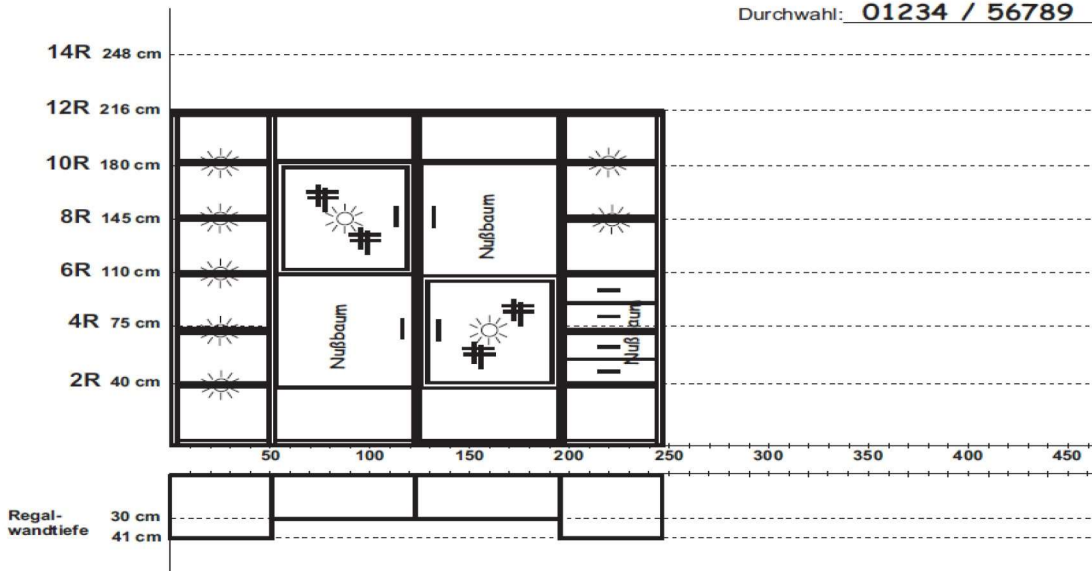 Durchwahl: 01234 / 56789
14R 248 cm
12R 216 cm
10R 180 cm
8R 145 cm
Nußbaum
6R 110 cm
4R 75 cm
Nußbaum
Nußbaum
2R 40 cm
50 100 150 200 250 300 350 400 450
Regal-
wandtiefe
30 cm
41 cm